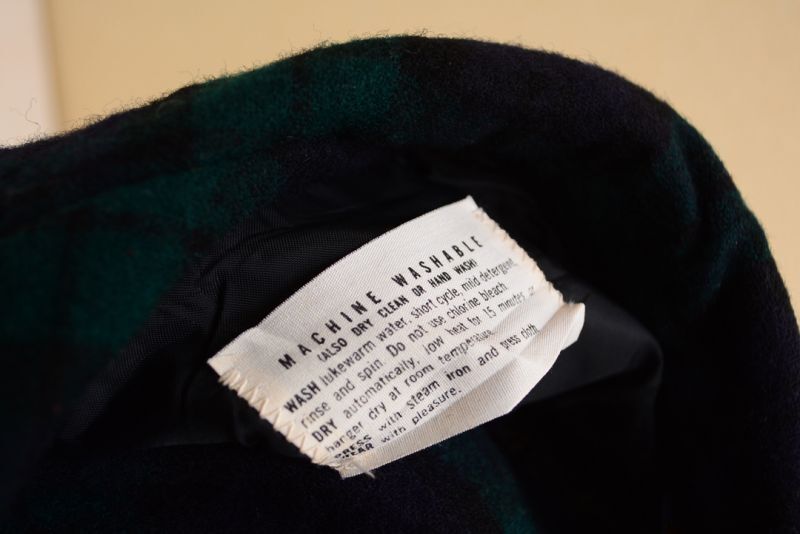 MACHINE WASHABLE
(ALSO DRY CLEAN OR HAND WASH)
WASH lukewarm water, short cycle, mild detergent,
rinse and spin. Do not use chlorine bleach
DRY automatically, low heat for 15 minutes or
hanger dry at room temperature
PRESS with steam iron and press cloth
WEAR with pleasure.